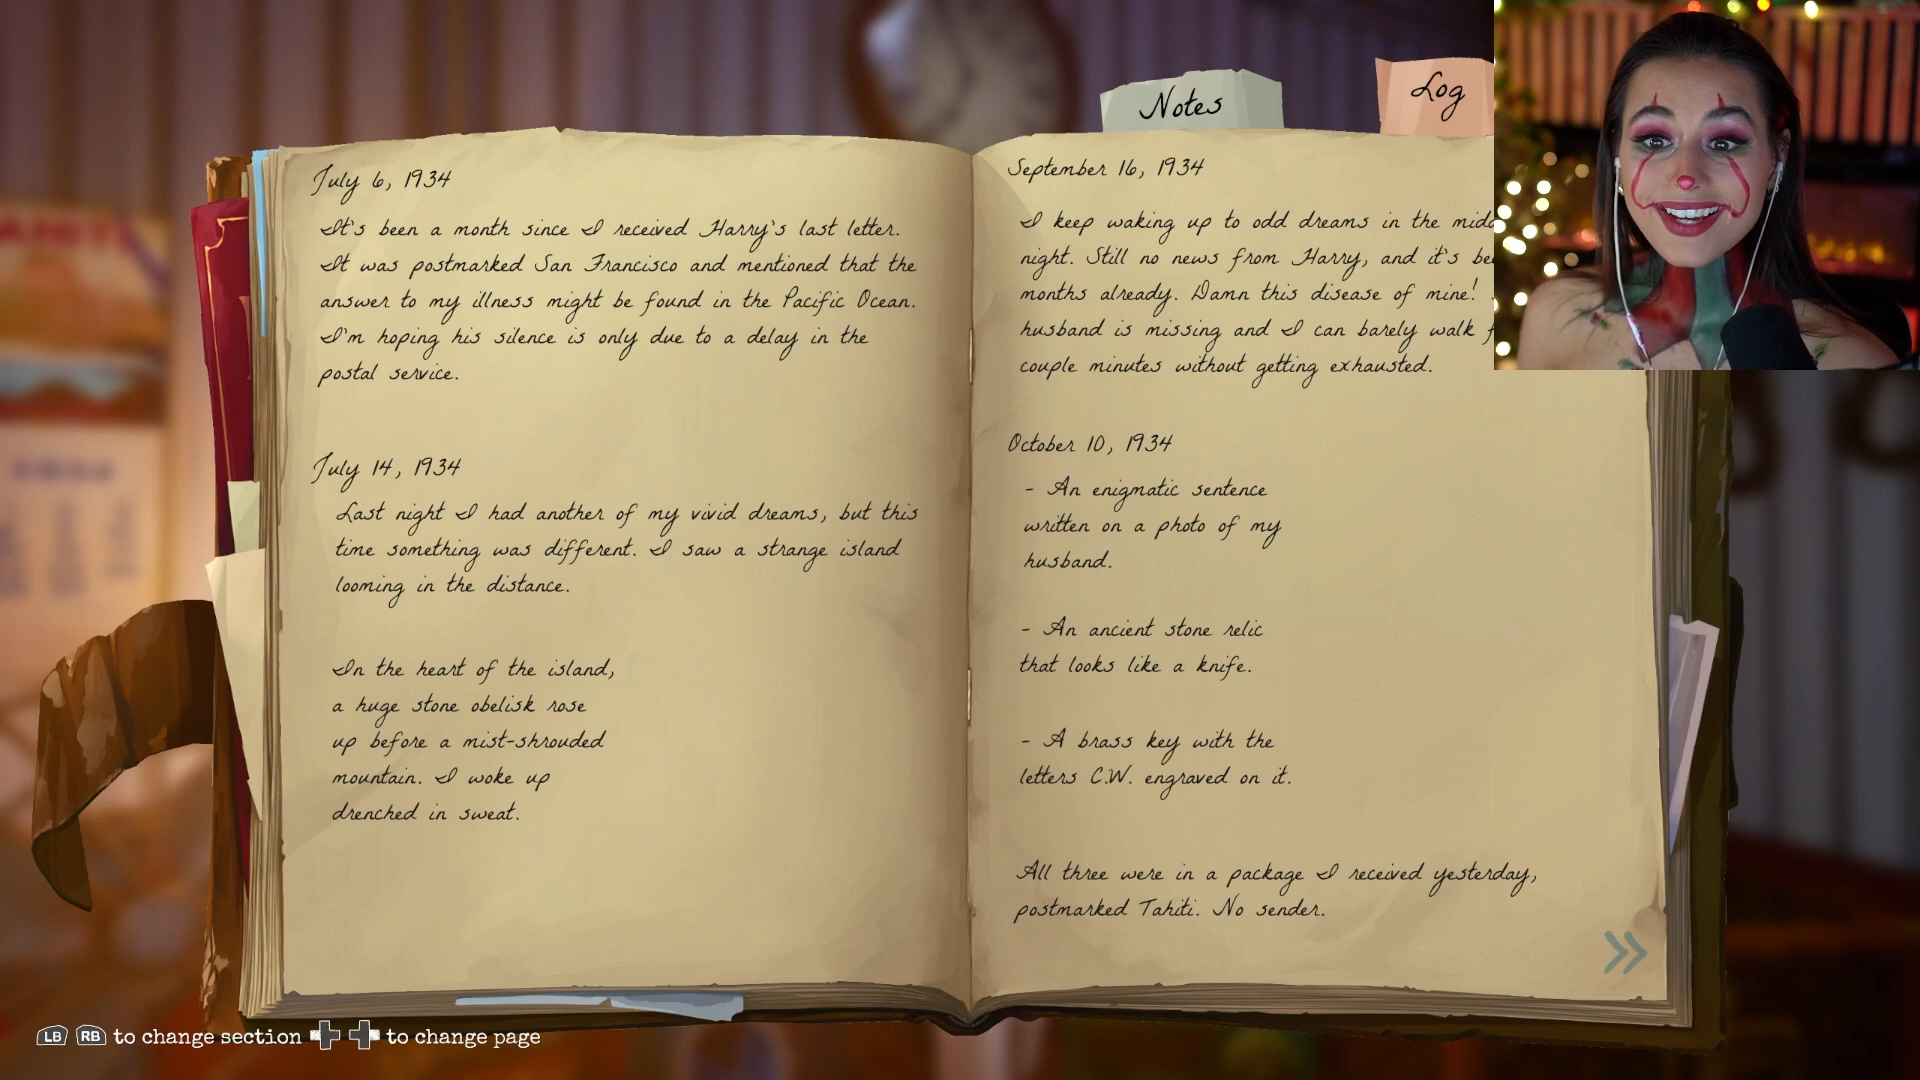 Notes
Log
July 6, 1934
It's been a month since I received Harry's last letter.
It was postmarked San Francisco and mentioned that the
answer to my illness might be found in the Pacific Ocean.
I'm hoping his silence is only due to a delay in the
postal service.
July 14, 1934
Last night I had another of my vivid dreams, but this
time something was different. I saw a strange island
looming in the distance.
In the heart of the island,
a huge stone obelisk rose
up before a mist-shrouded
mountain. I woke up
drenched in sweat.
September 16, 1934
I keep waking up to odd dreams in the
night. Still no news from Harry, and it's
months already. Damn this disease of mine!
husband is missing and I can barely walk
couple minutes without getting exhausted.
October 10, 1934
- An enigmatic sentence
written on a photo of my
husband.
- An ancient stone relic
that looks like a knife.
- A brass key with the
letters C.W. engraved on it.
All three were in a package I received yesterday,
postmarked Tahiti. No sender.
LB RB to change section to change page